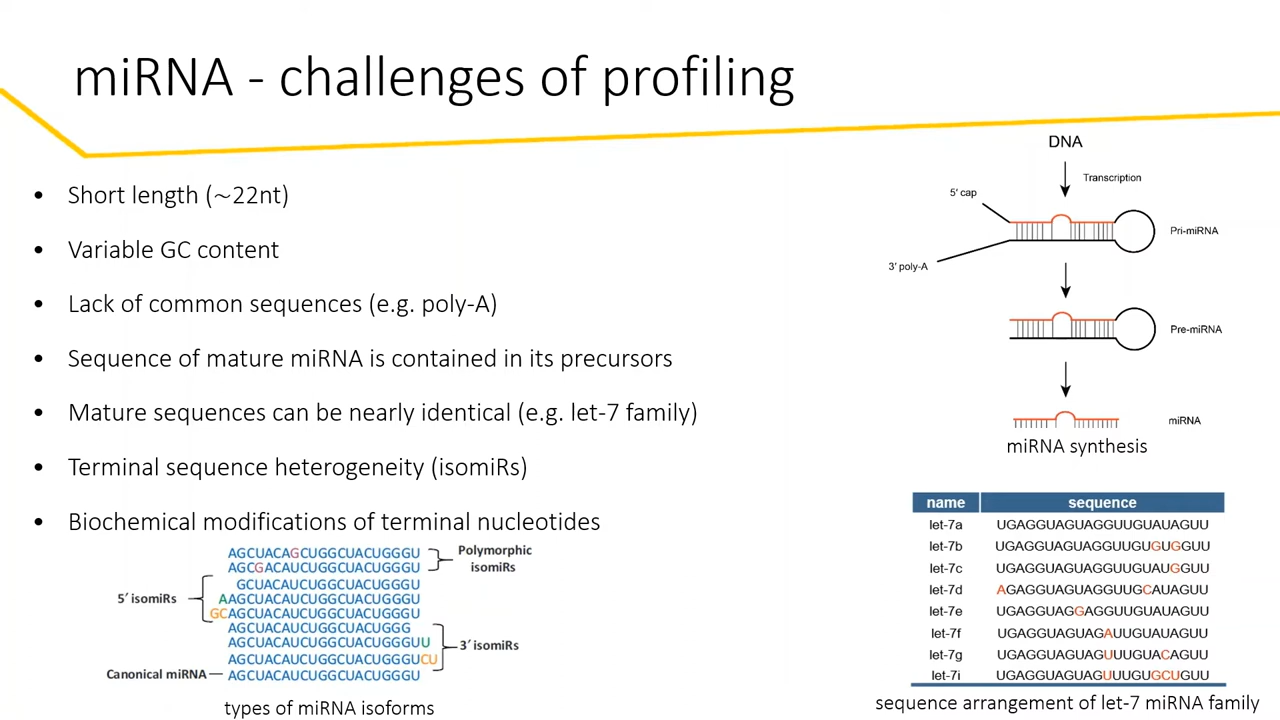 miRNA - challenges of profiling
• Short length (~22nt)
• Variable GC content
• Lack of common sequences (e.g. poly-A)
• Sequence of mature miRNA is contained in its precursors
• Mature sequences can be nearly identical (e.g. let-7 family)
• Terminal sequence heterogeneity (isomiRs)
• Biochemical modifications of terminal nucleotides
AGCUACAGCUGGCUACUGGGU
AGCGACAUCUGGCUACUGGGU
Polymorphic
isomiRs
5′ isomiRs
GCUACAUCUGGCUACUGGGU
AAGCUACAUCUGGCUACUGGGU
GCAGCUACAUCUGGCUACUGGGU
AGCUACAUCUGGCUACUGGG
AGCUACAUCUGGCUACUGGGUU
AGCUACAUCUGGCUACUGGGUCU
3′ isomiRs
Canonical miRNA
AGCUACAUCUGGCUACUGGGU
types of miRNA isoforms
DNA
Transcription
5′ cap
Pri-miRNA
3′ poly-A
Pre-miRNA
miRNA
miRNA synthesis
name sequence
let-7a UGAGGUAGUAGGUUGUAUAGUU
let-7b UGAGGUAGUAGGUUGUGUGGUU
let-7c UGAGGUAGUAGGUUGUAUGGUU
let-7d AGAGGUAGUAGGUUGCAUAGUU
let-7e UGAGGUAGGAGGUUGUAUAGUU
let-7f UGAGGUAGUAGAUUGUAUAGUU
let-7g UGAGGUAGUAGUUUGUACAGUU
let-7i UGAGGUAGUAGUUUGUGCUGUU
sequence arrangement of let-7 miRNA family